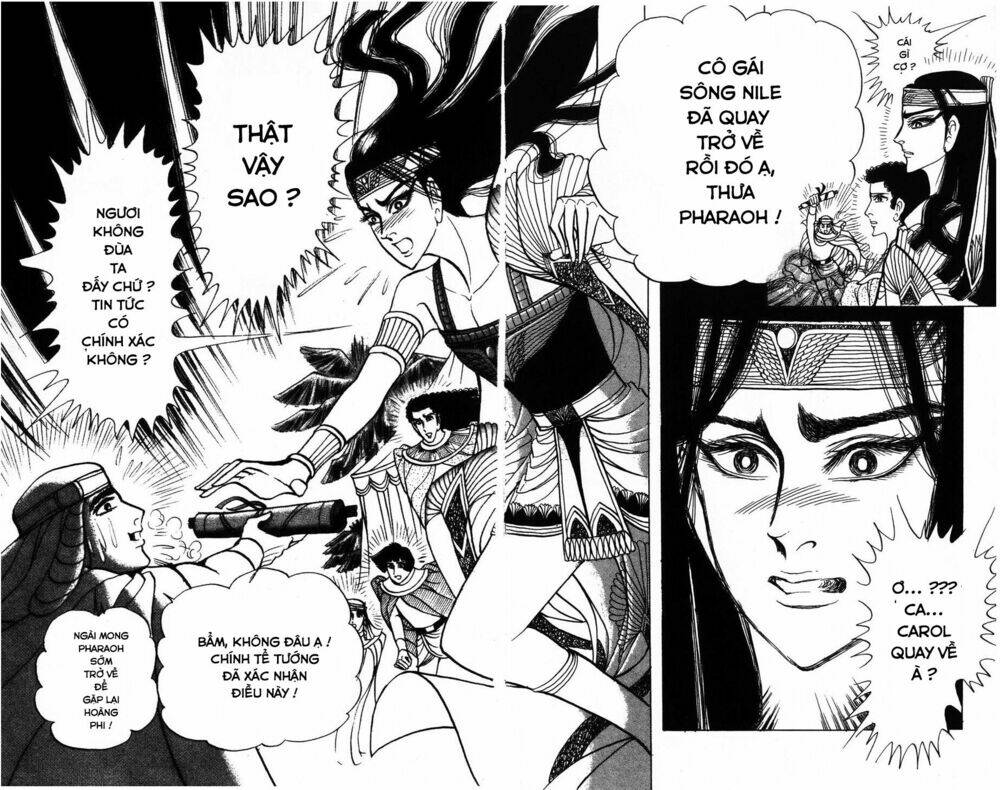 CÁI
GÌ
CƠ ?
CÔ GÁI
SÔNG NILE
ĐÃ QUAY
TRỞ VỀ
RỒI ĐÓ Ạ,
THƯA
PHARAOH !
Ơ... ???
CA...
CAROL
QUAY VỀ
À ?
THẬT
VẬY
SAO ?
NGƯƠI
KHÔNG
ĐÙA
TA
ĐẤY CHỨ ?
TIN TỨC
CÓ
CHÍNH XÁC
KHÔNG ?
BẨM, KHÔNG ĐÂU Ạ !
CHÍNH TỂ TƯỚNG
ĐÃ XÁC NHẬN
ĐIỀU NÀY !
NGÀI MONG
PHARAOH
SỚM
TRỞ VỀ
ĐỂ
GẶP LẠI
HOÀNG
PHI !